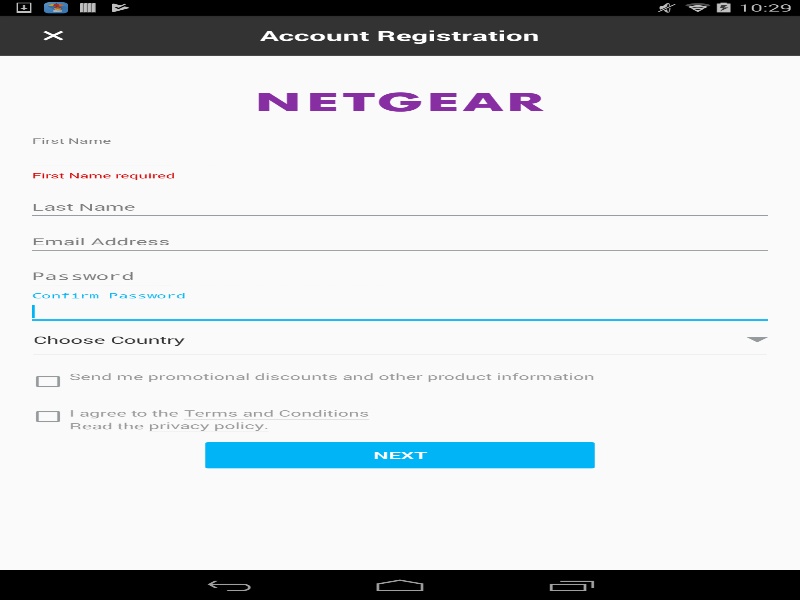 10:29
Account Registration
NETGEAR
First Name
First Name required
Last Name
Email Address
Password
Confirm Password
Choose Country
Send me promotional discounts and other product information
I agree to the Terms and Conditions
Read the privacy policy.
NEXT